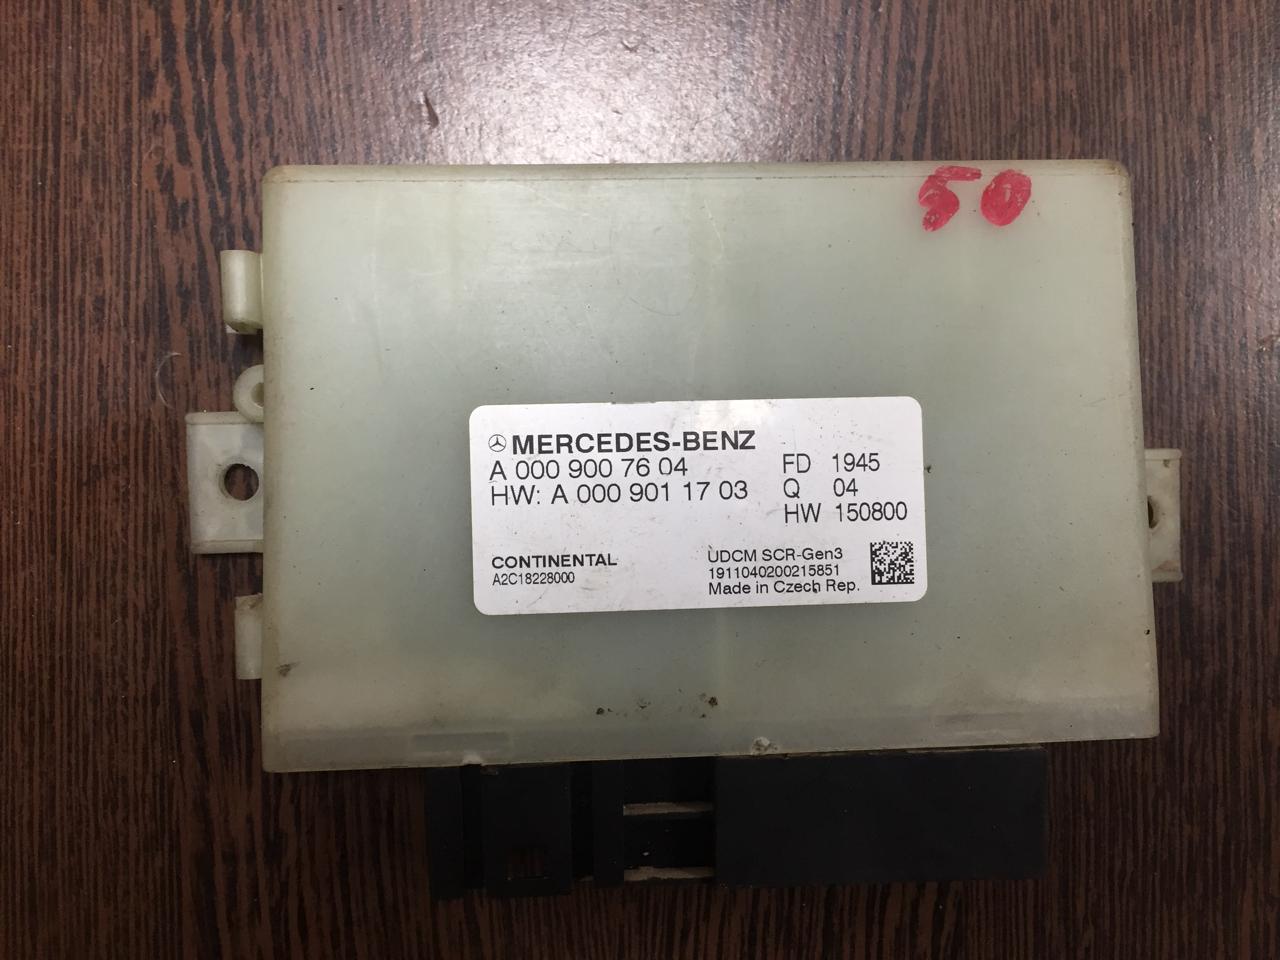 50
MERCEDES-BENZ
A 000 900 76 04
HW: A 000 901 17 03
FD 1945
Q 04
HW 150800
CONTINENTAL
A2C18228000
UDCM SCR-Gen3
1911040200215851
Made in Czech Rep.